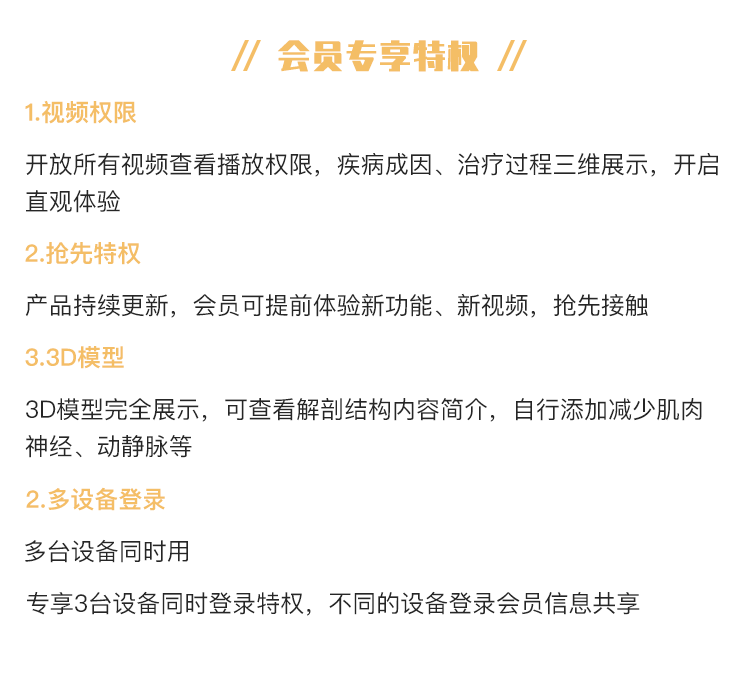 // 会员专享特权 //
1.视频权限
开放所有视频查看播放权限，疾病成因、治疗过程三维展示，开启
直观体验
2.抢先特权
产品持续更新，会员可提前体验新功能、新视频，抢先接触
3.3D模型
3D模型完全展示，可查看解剖结构内容简介，自行添加减少肌肉
神经、动静脉等
2.多设备登录
多台设备同时用
专享3台设备同时登录特权，不同的设备登录会员信息共享